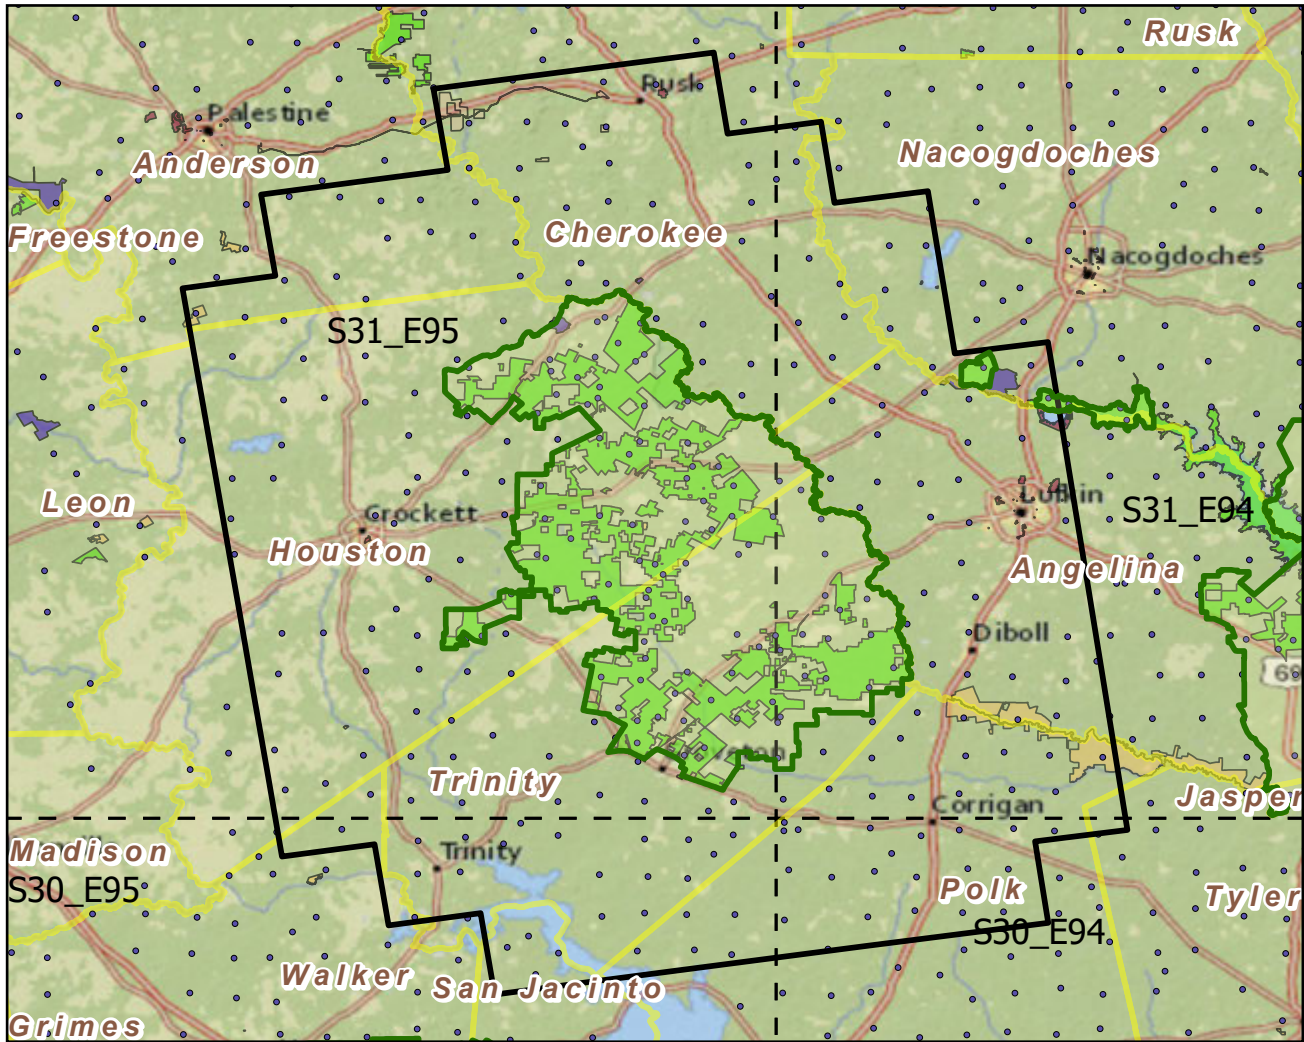 Rusk
Rusk
Palestine
Anderson
Nacogdoches
Freestone
Cherokee
Nacogdoches
S31_E95
Leon
Crockett
Lufkin
S31_E94
Houston
Angelina
Diboll
69
Trinity
Corrigan
Jasper
Madison
Trinity
S30_E95
Polk
Tyler
S30_E94
Walker
San Jacinto
Grimes